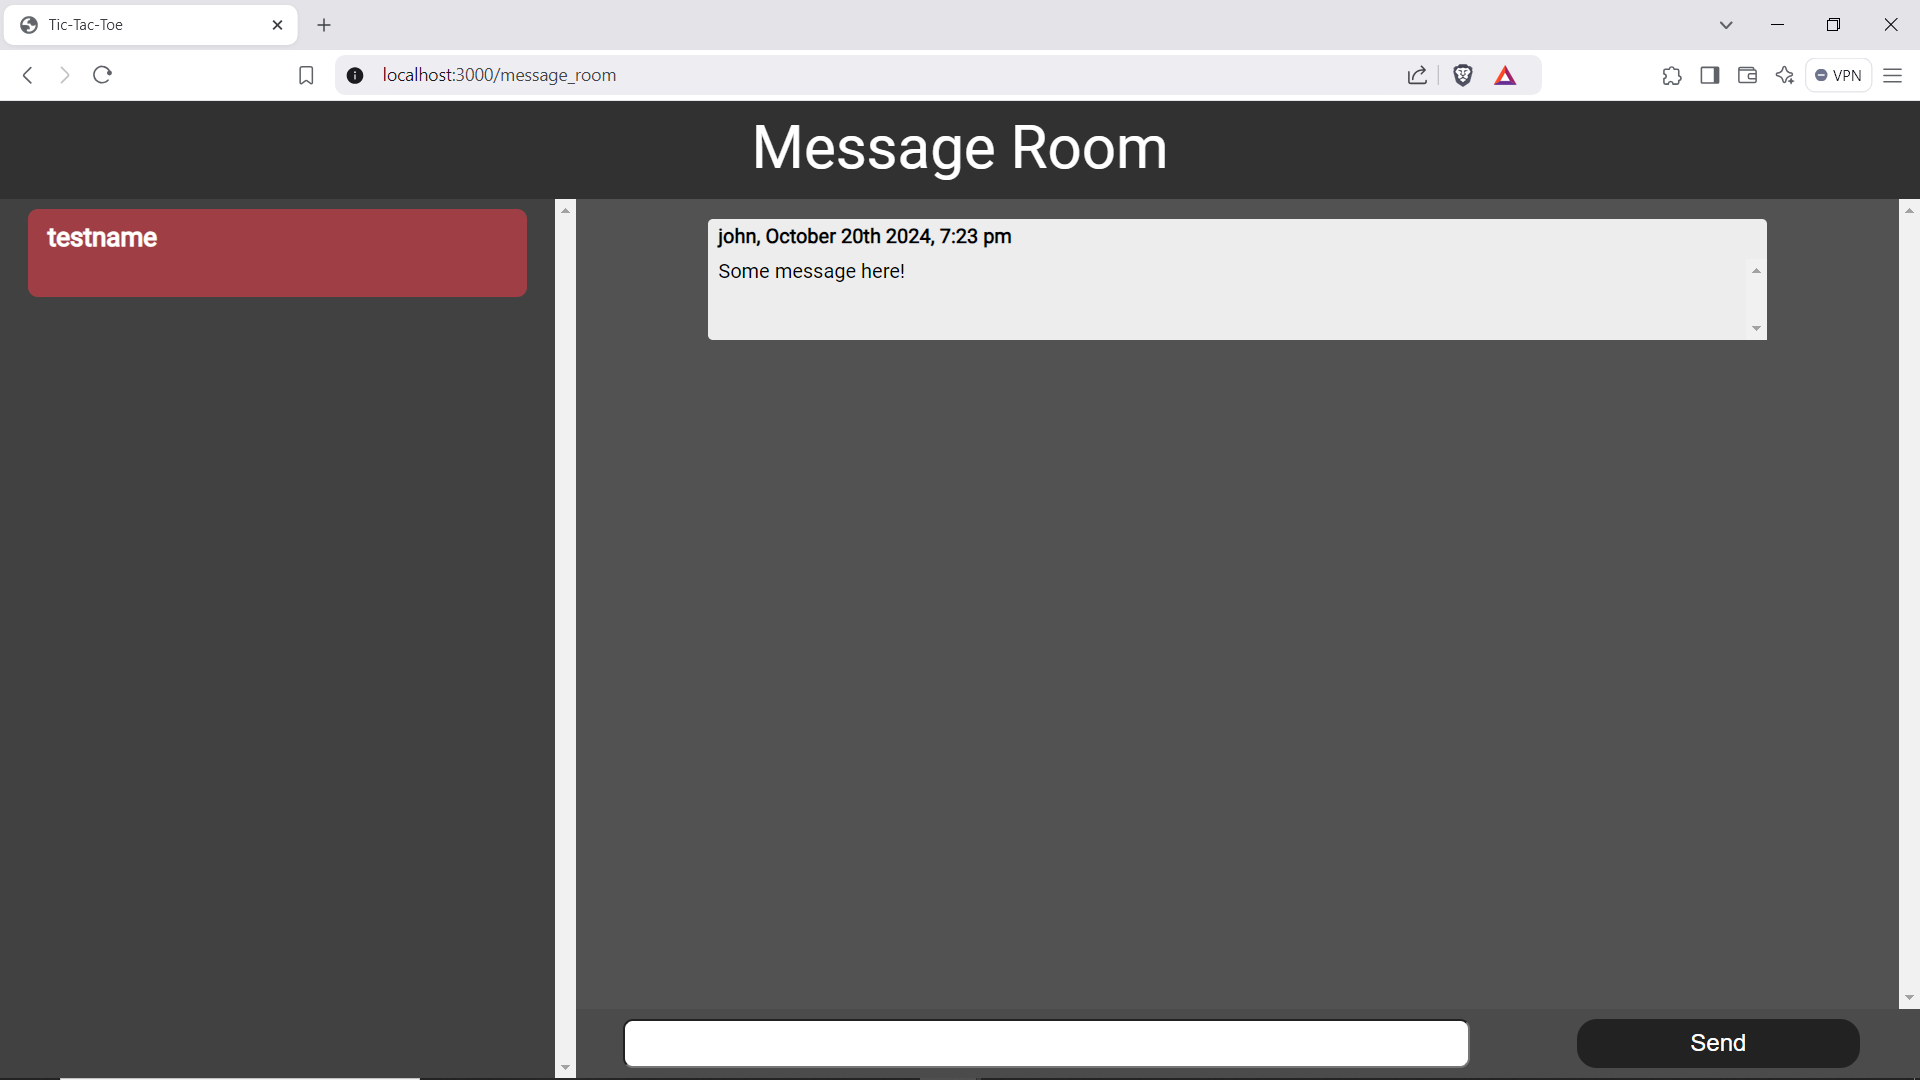 Tic-Tac-Toe
localhost:3000/message_room
VPN
Message Room
testname
john, October 20th 2024, 7:23 pm
Some message here!
Send